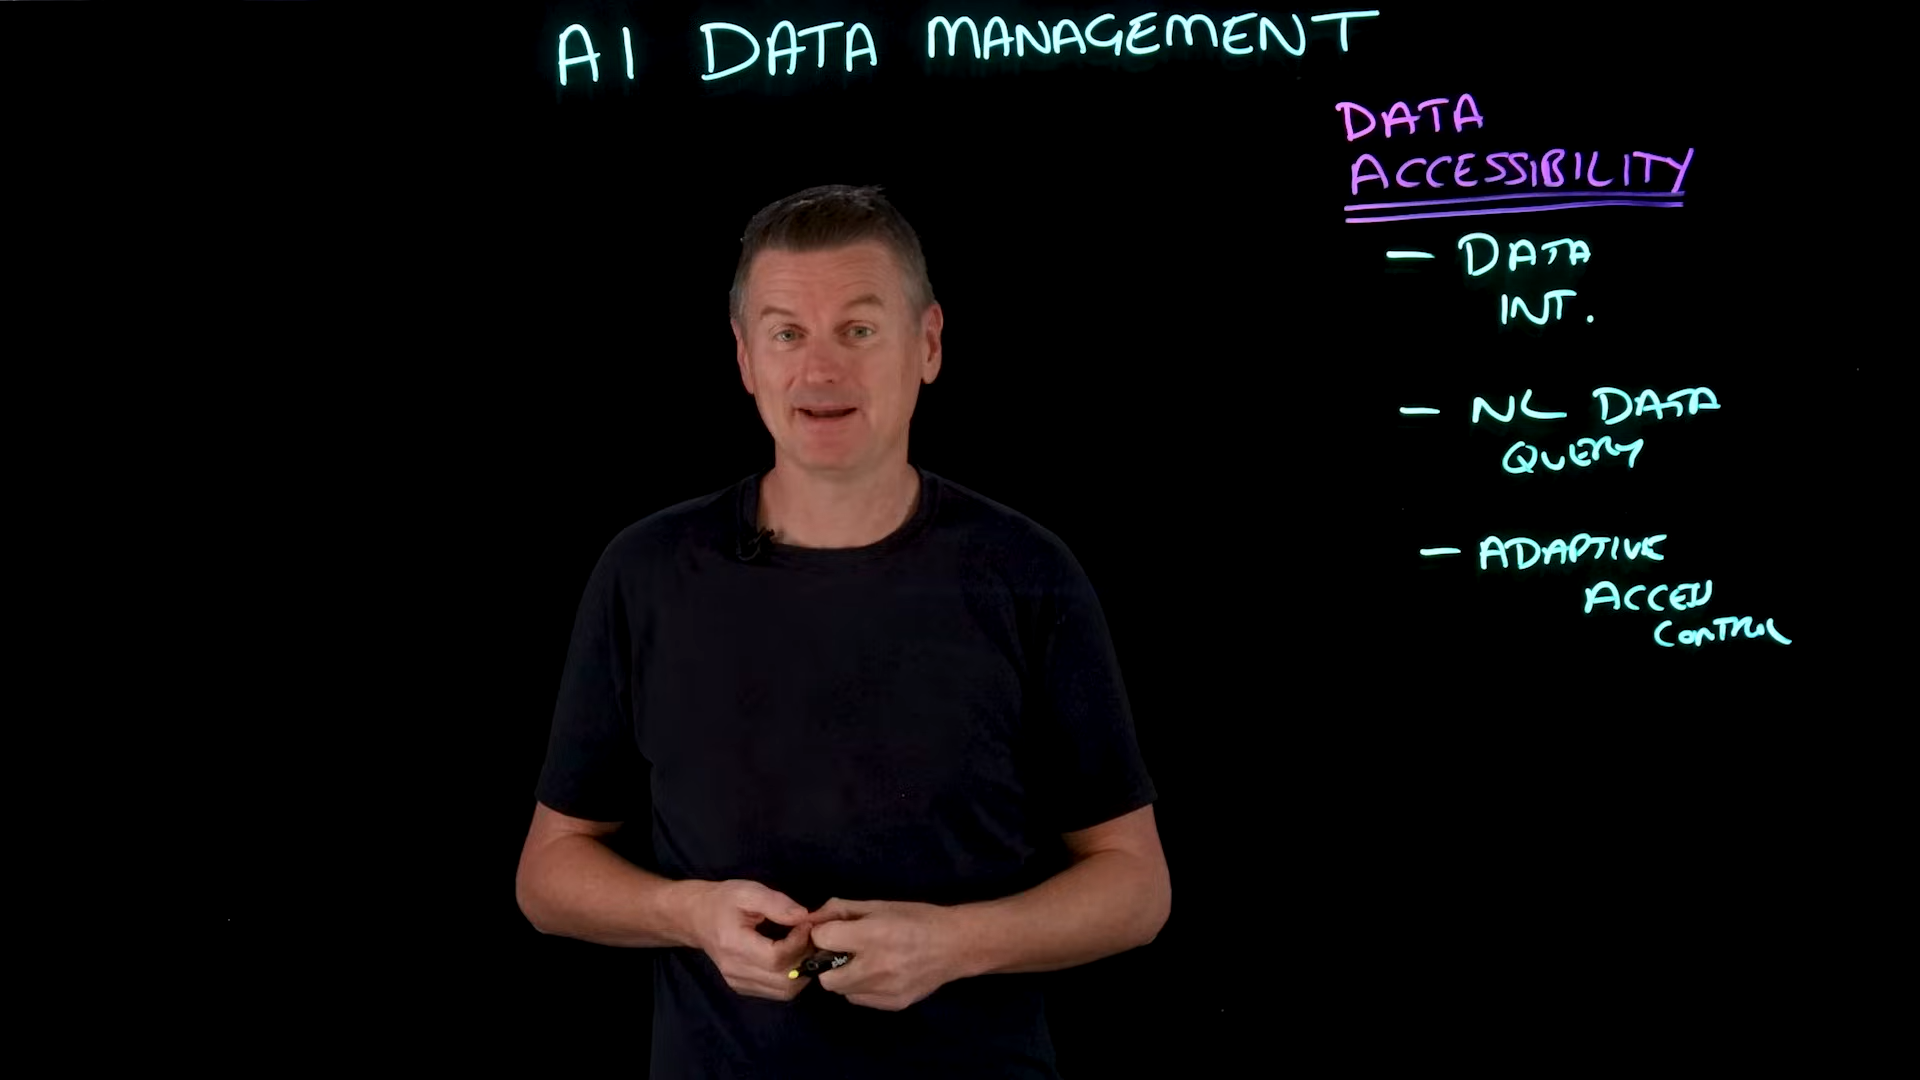 AI DATA MANAGEMENT
DATA
ACCESSIBILITY
— DATA
INT.
— NL DATA
QUERY
— ADAPTIVE
ACCESS
CONTROL